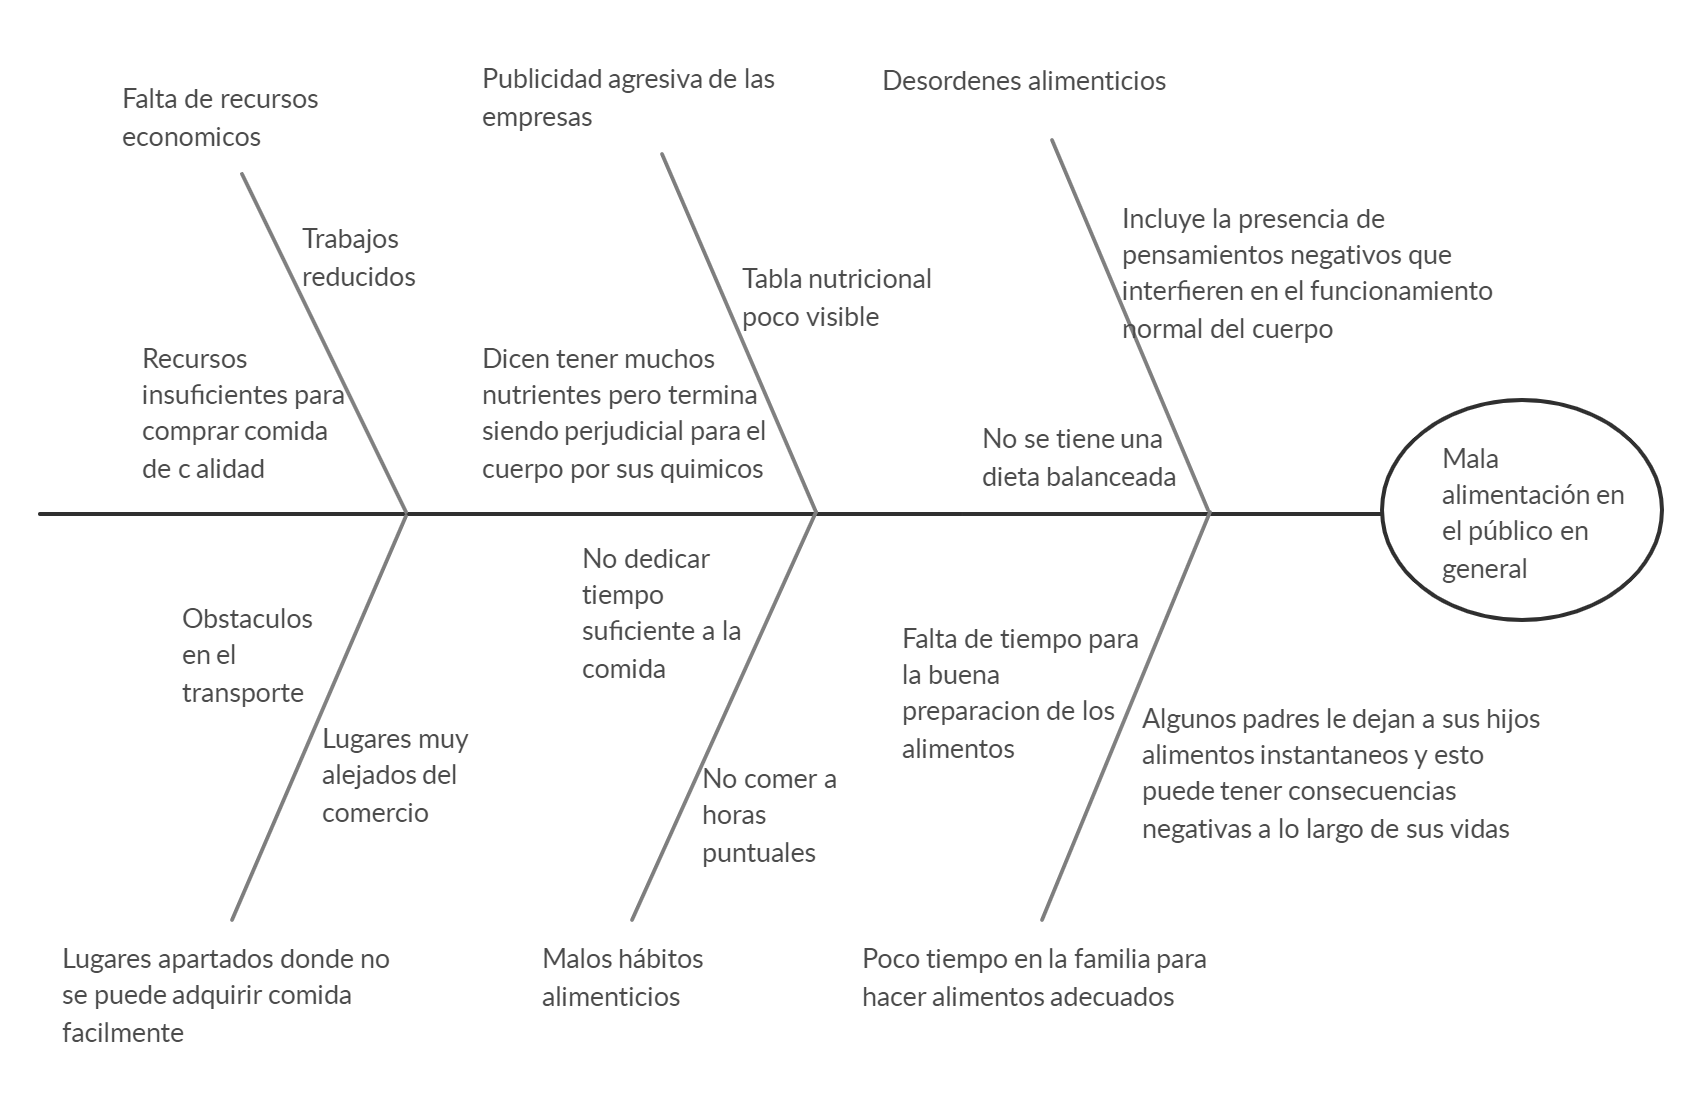 Falta de recursos
economicos
Publicidad agresiva de las
empresas
Desordenes alimenticios
Trabajos
reducidos
Recursos
insuficientes para
comprar comida
de c alidad
Tabla nutricional
poco visible
Dicen tener muchos
nutrientes pero termina
siendo perjudicial para el
cuerpo por sus quimicos
Incluye la presencia de
pensamientos negativos que
interfieren en el funcionamiento
normal del cuerpo
No se tiene una
dieta balanceada
Mala
alimentación en
el público en
general
Obstaculos
en el
transporte
Lugares muy
alejados del
comercio
No dedicar
tiempo
suficiente a la
comida
No comer a
horas
puntuales
Falta de tiempo para
la buena
preparacion de los
alimentos
Algunos padres le dejan a sus hijos
alimentos instantaneos y esto
puede tener consecuencias
negativas a lo largo de sus vidas
Lugares apartados donde no
se puede adquirir comida
facilmente
Malos hábitos
alimenticios
Poco tiempo en la familia para
hacer alimentos adecuados